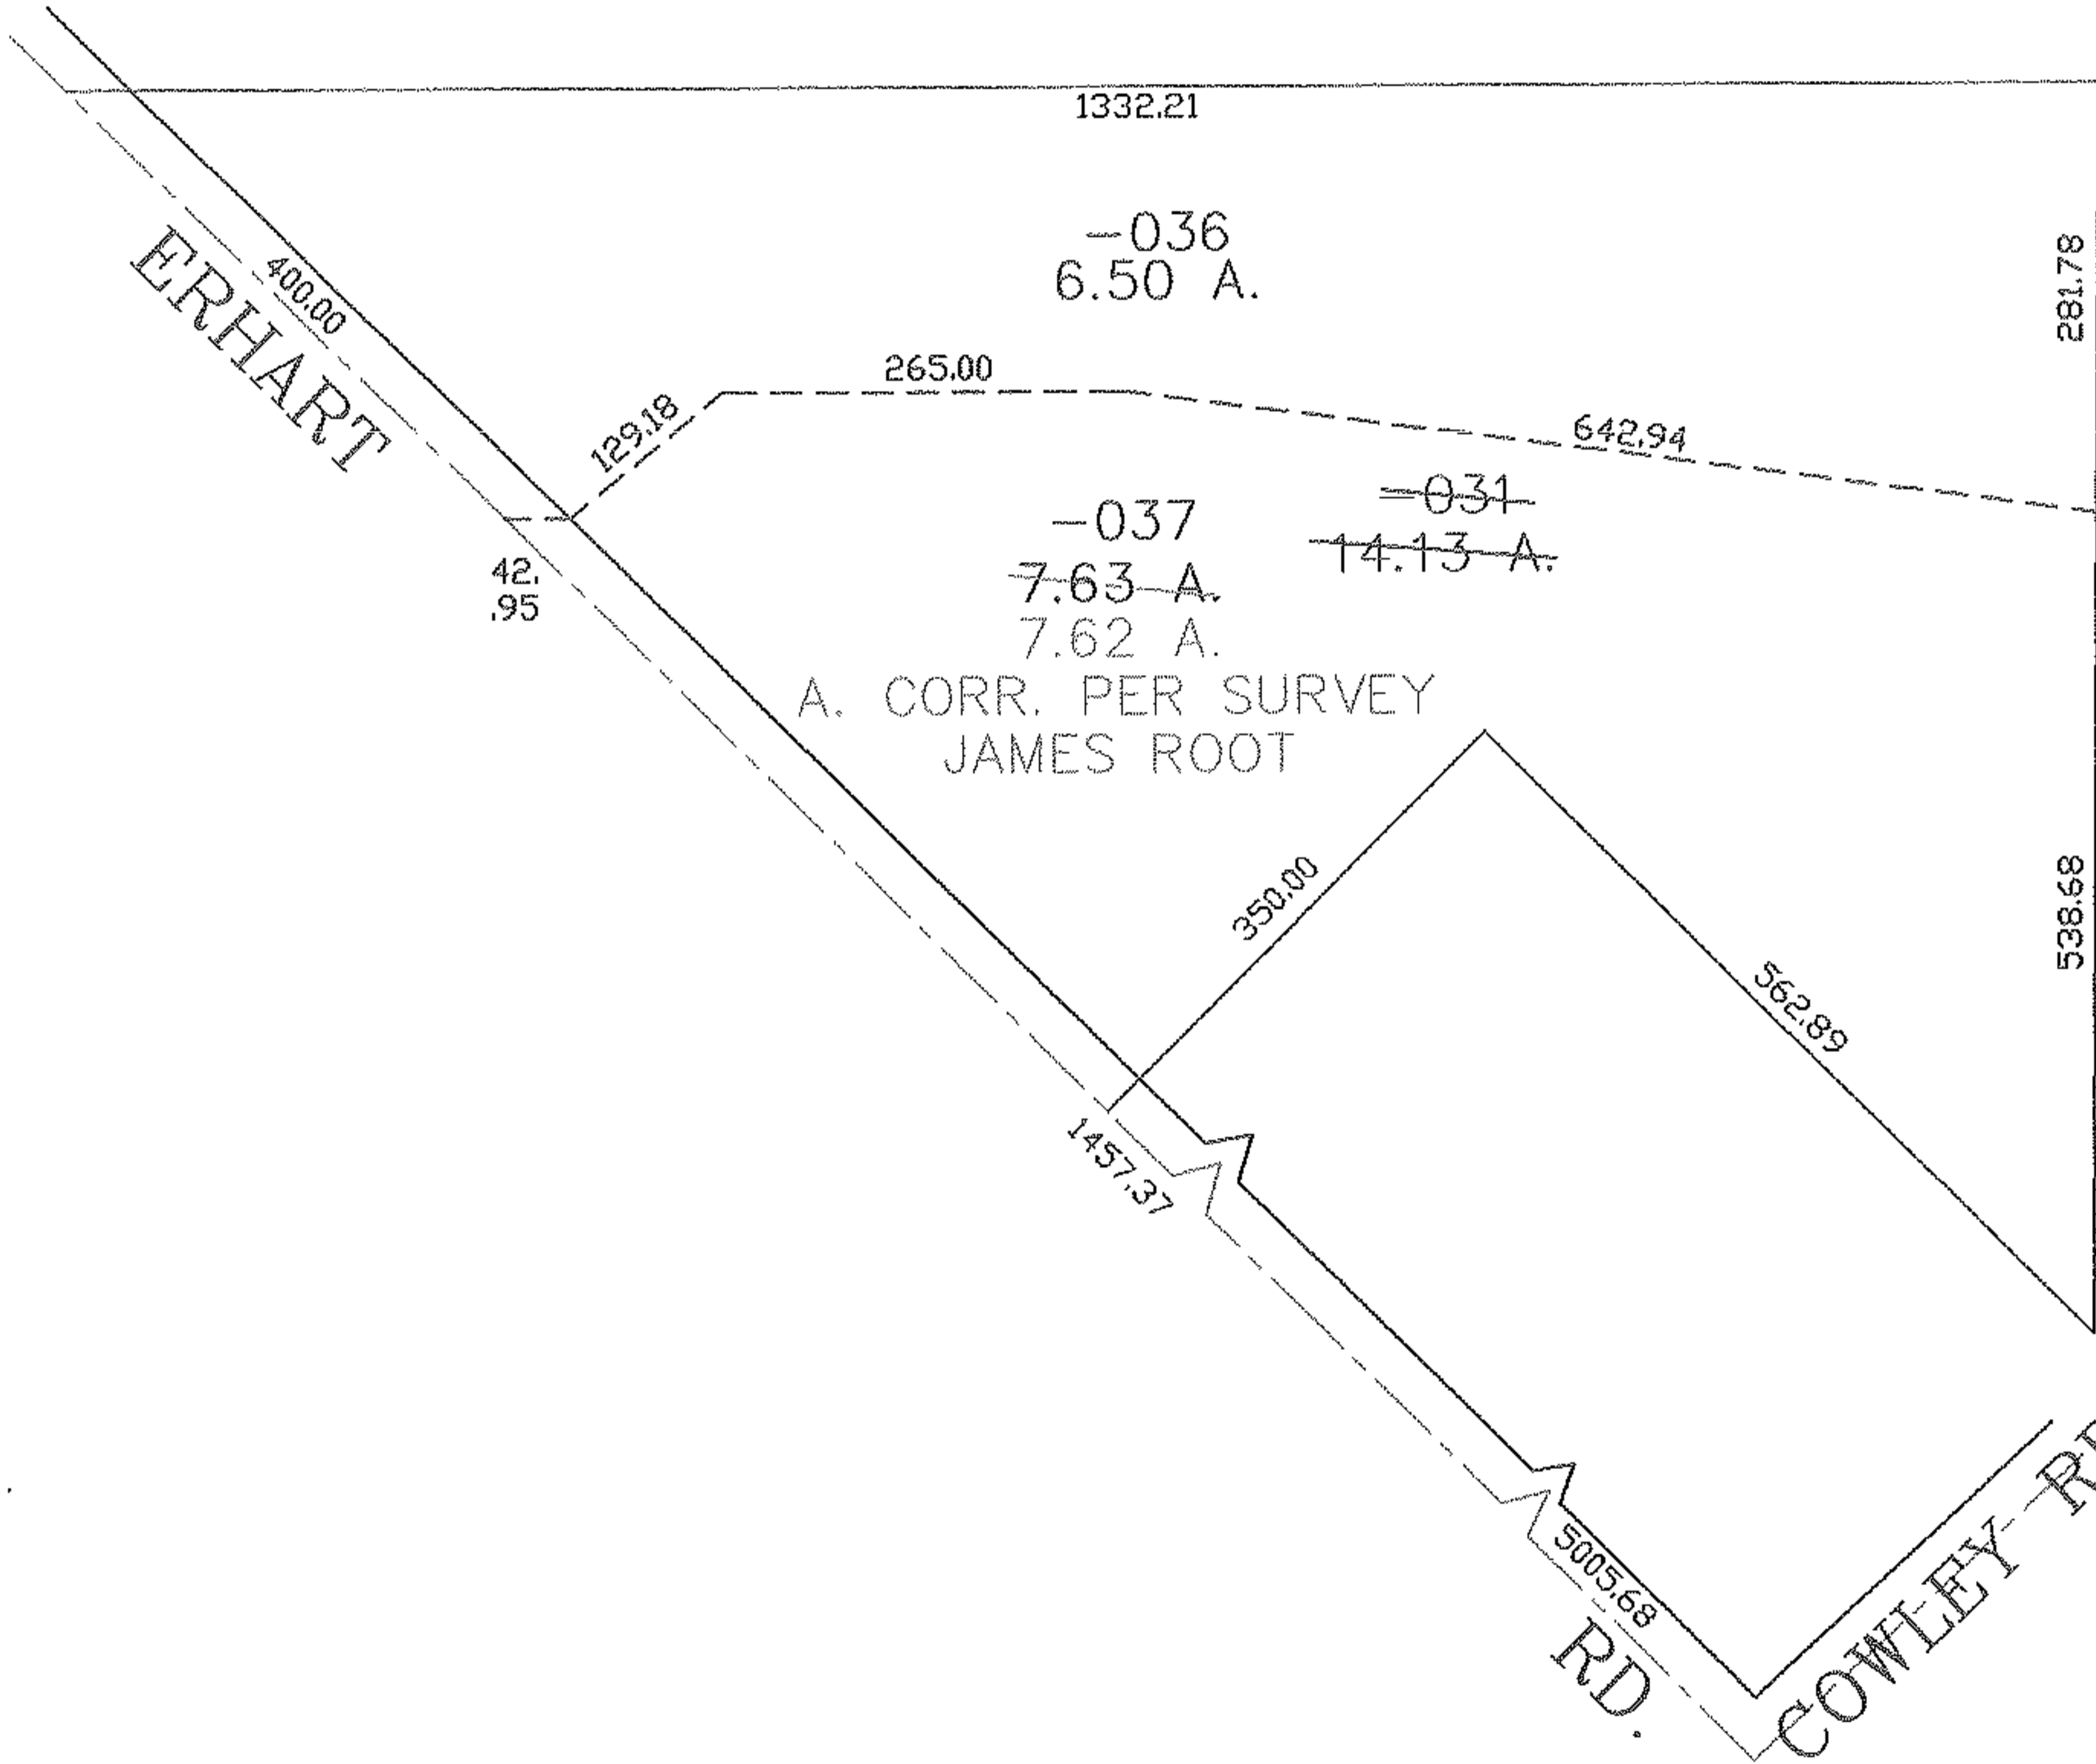 1332.21
-036
6.50 A.
281.78
400.00
ERHART
265.00
129.18
642.94
-037
-031
14.13 A.
42.
.95
7.63 A.
7.62 A.
A. CORR. PER SURVEY
JAMES ROOT
350.00
538.68
562.89
1457.37
5005.68
RD.
COWLEY